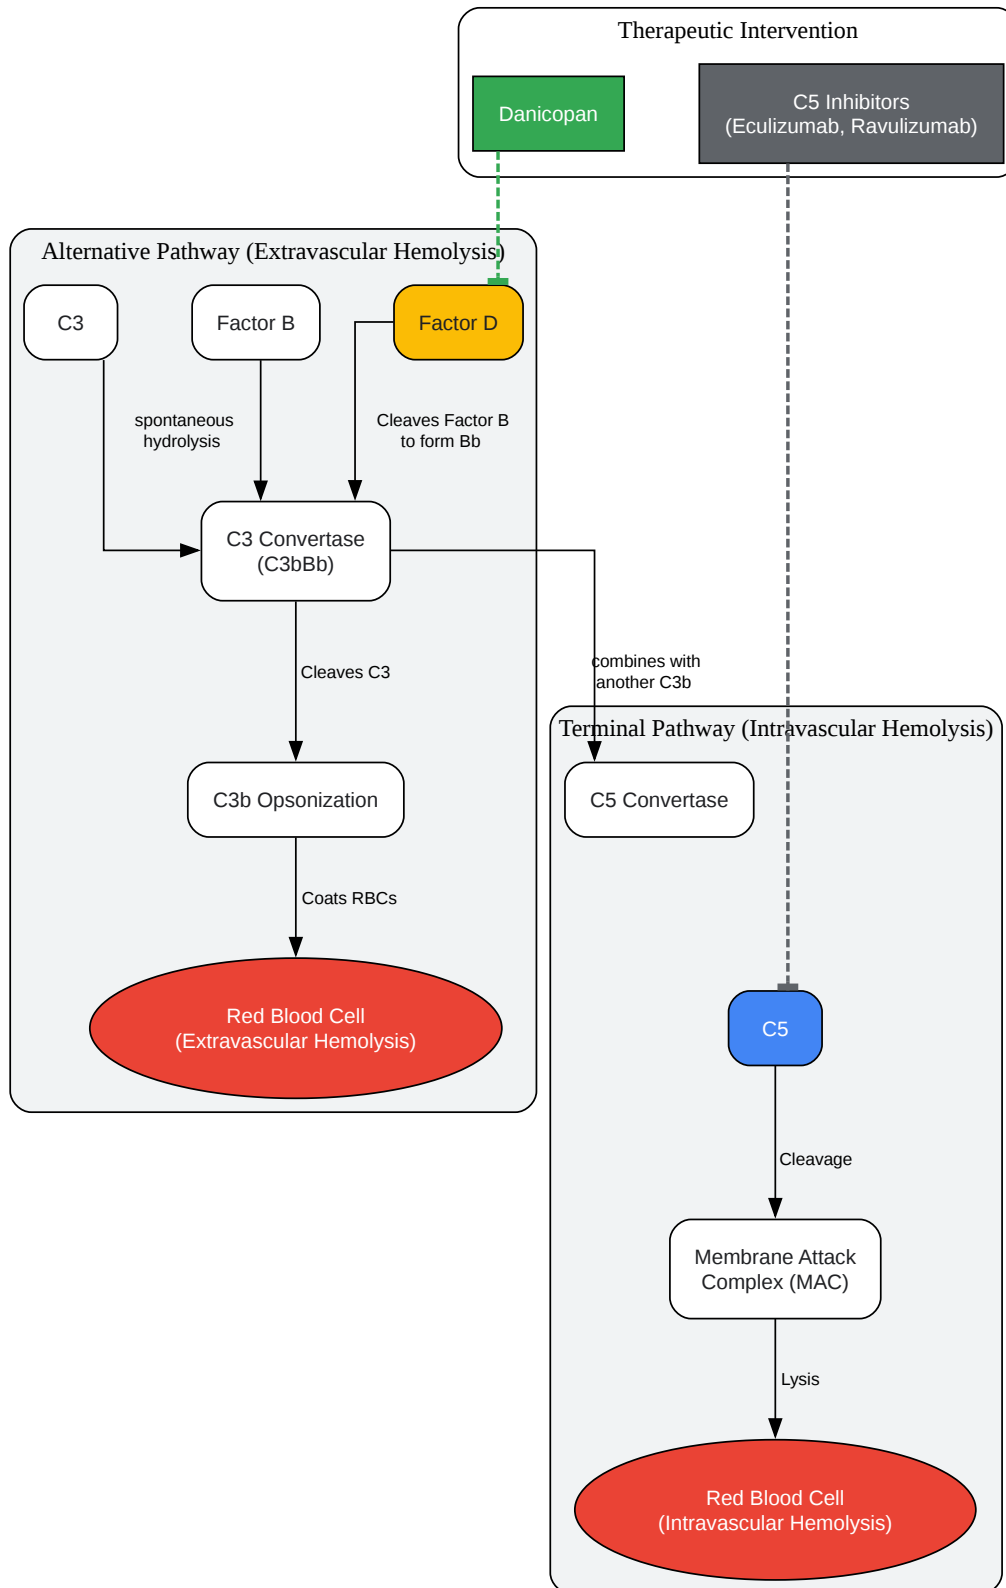 Therapeutic Intervention
Danicopan
C5 Inhibitors
(Eculizumab, Ravulizumab)
Alternative Pathway (Extravascular Hemolysis)
C3
Factor B
Factor D
spontaneous
hydrolysis
Cleaves Factor B
to form Bb
C3 Convertase
(C3bBb)
Cleaves C3
combines with
another C3b
Terminal Pathway (Intravascular Hemolysis)
C3b Opsonization
C5 Convertase
Coats RBCs
Red Blood Cell
(Extravascular Hemolysis)
C5
Cleavage
Membrane Attack
Complex (MAC)
Lysis
Red Blood Cell
(Intravascular Hemolysis)